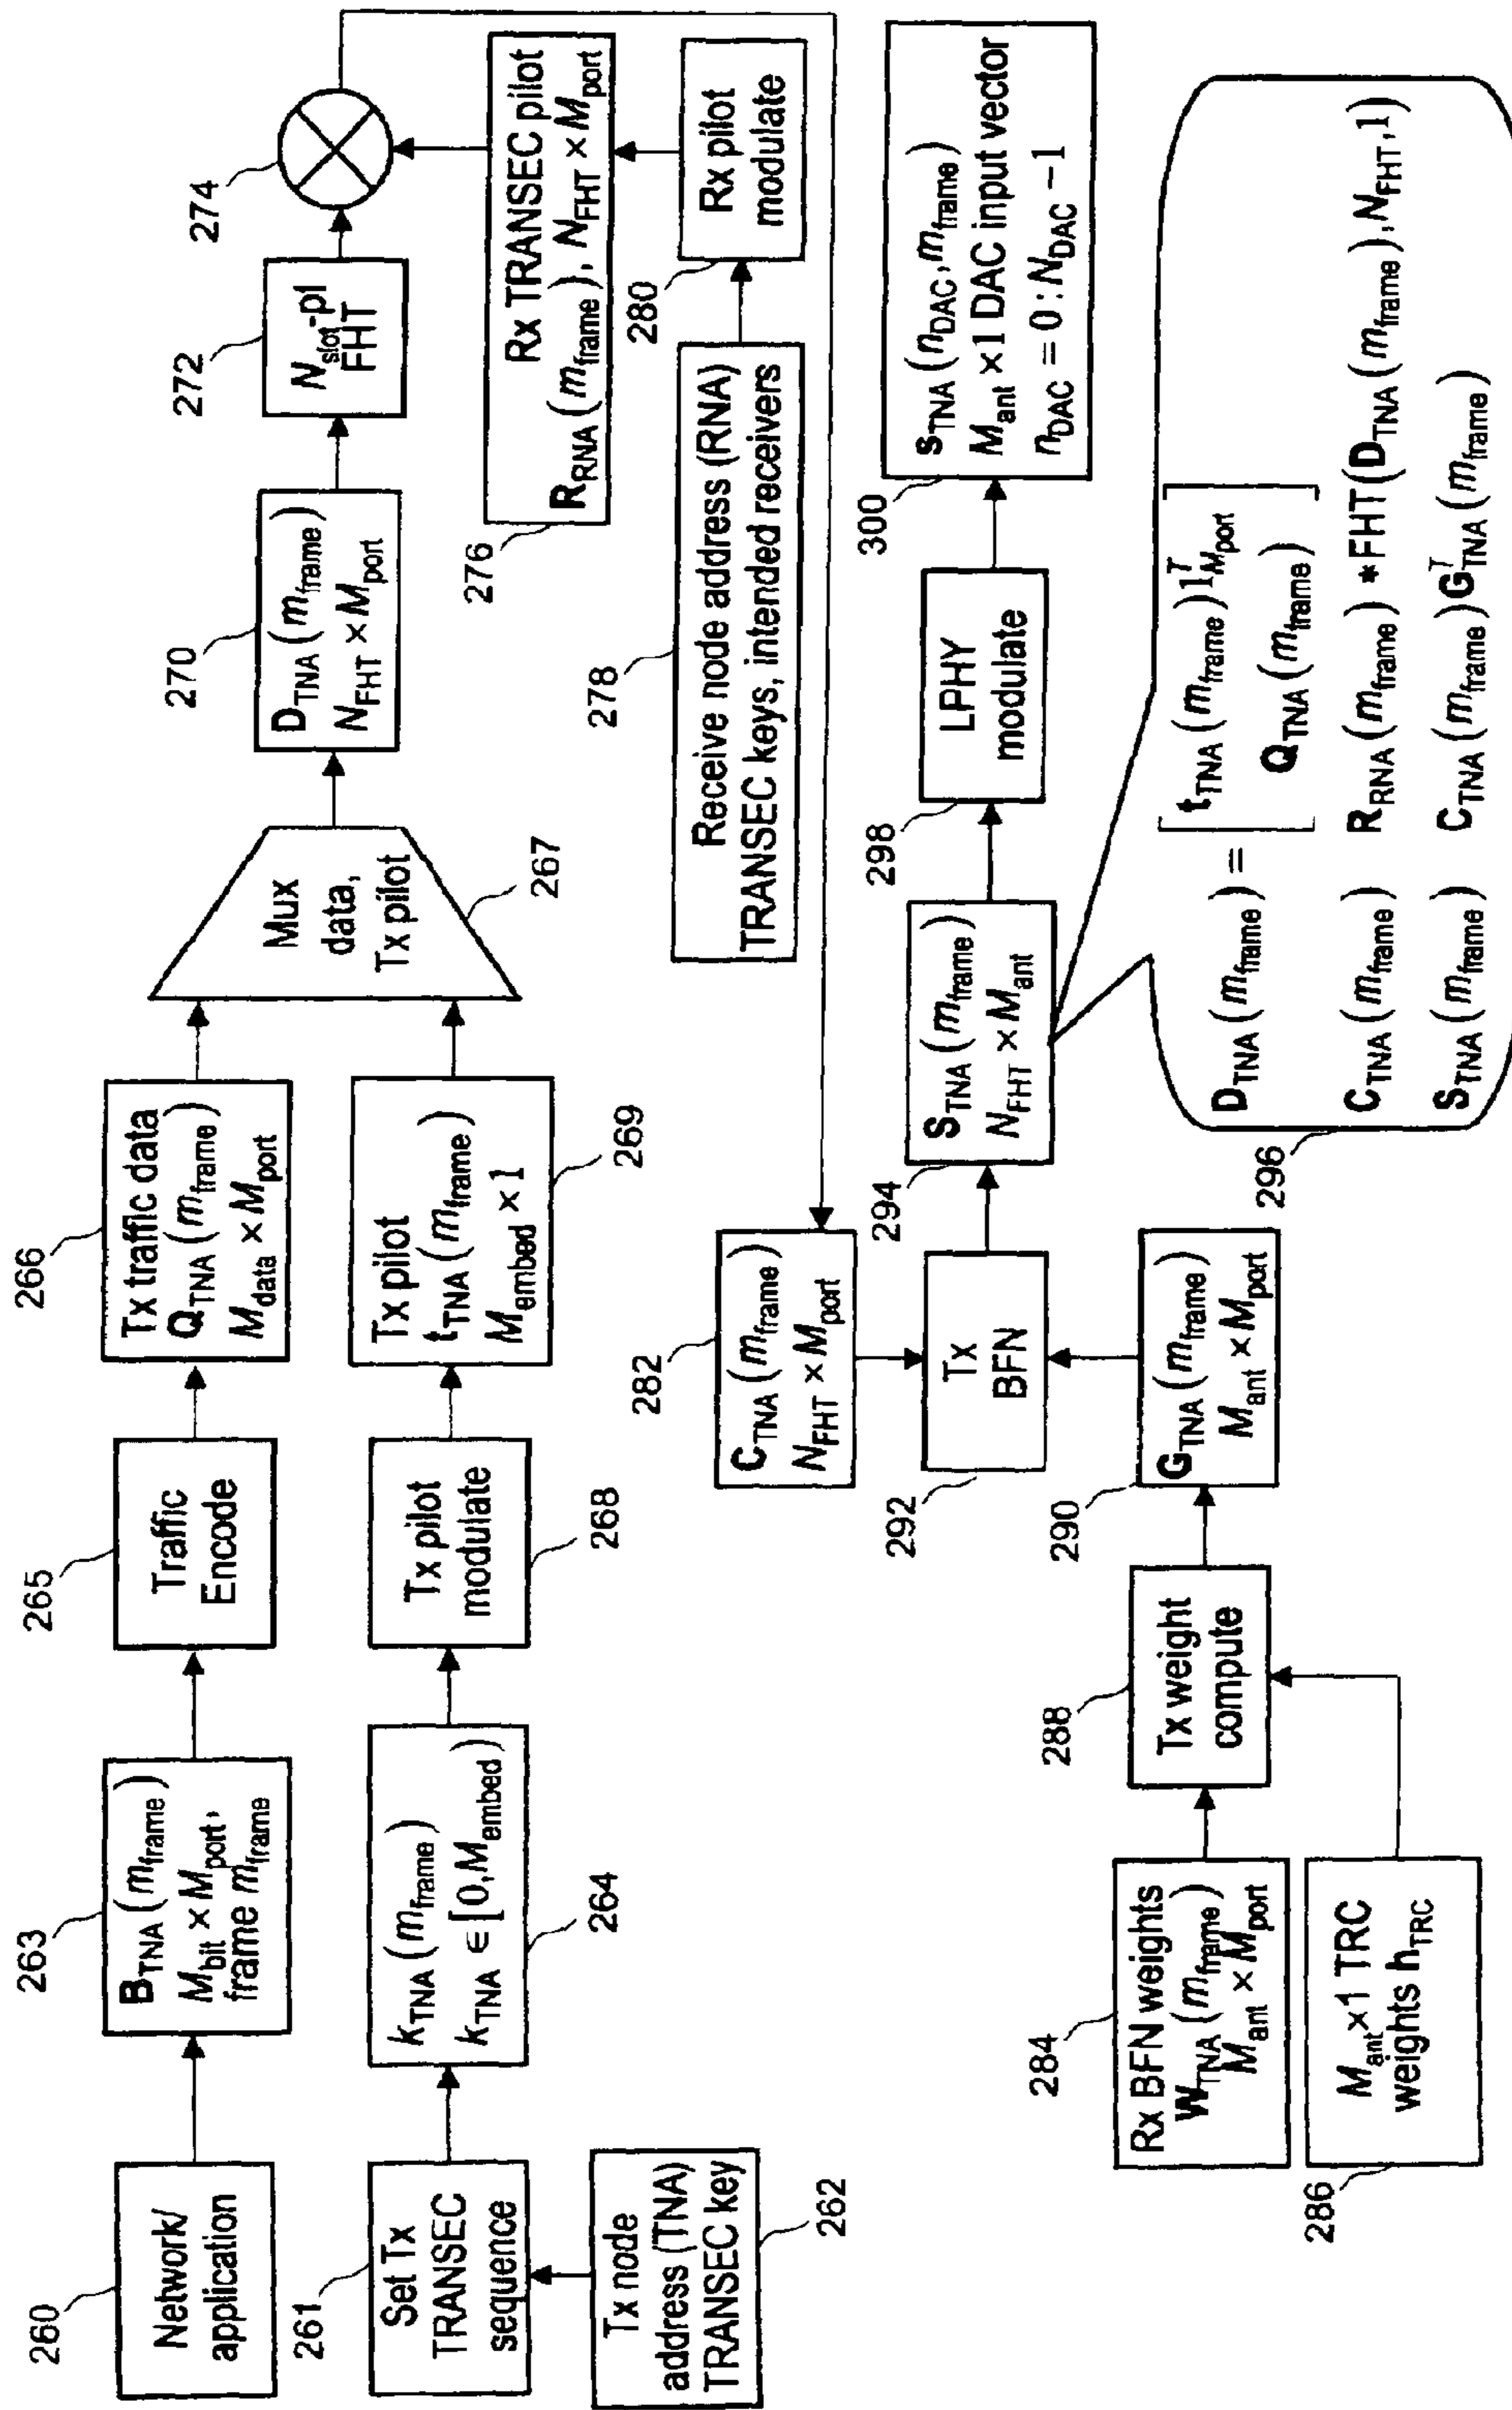 260
Network/
application
263
B_TNA(m_frame)
M_bit × M_port,
frame m_frame
265
Traffic
Encode
266
Tx traffic data
Q_TNA(m_frame)
M_data × M_port
261
Set Tx
TRANSEC
sequence
262
Tx node
address (TNA)
TRANSEC key
264
k_TNA(m_frame)
k_TNA ∈ [0,M_embed)
268
Tx pilot
modulate
269
Tx pilot
t_TNA(m_frame)
M_embed × 1
267
Mux
data,
Tx pilot
270
D_TNA(m_frame)
N_FHT × M_port
272
N_slot-pt
FHT
274
276
Rx TRANSEC pilot
R_RNA(m_frame), N_FHT × M_port
278
Receive node address (RNA)
TRANSEC keys, intended receivers
280
Rx pilot
modulate
282
C_TNA(m_frame)
N_FHT × M_port
284
Rx BFN weights
W_TNA(m_frame)
M_ant × M_port
286
M_ant ×1 TRC
weights h_TRC
288
Tx weight
compute
290
G_TNA(m_frame)
M_ant × M_port
292
Tx
BFN
294
S_TNA(m_frame)
N_FHT × M_ant
298
LPHY
modulate
300
s_TNA(n_DAC, m_frame)
M_ant ×1 DAC input vector
n_DAC = 0 : N_DAC −1
296
D_TNA(m_frame) = [t_TNA(m_frame)1^T_Mport
Q_TNA(m_frame)]
C_TNA(m_frame) R_RNA(m_frame) *FHT(D_TNA(m_frame), N_FHT,1)
S_TNA(m_frame) C_TNA(m_frame)G^T_TNA(m_frame)